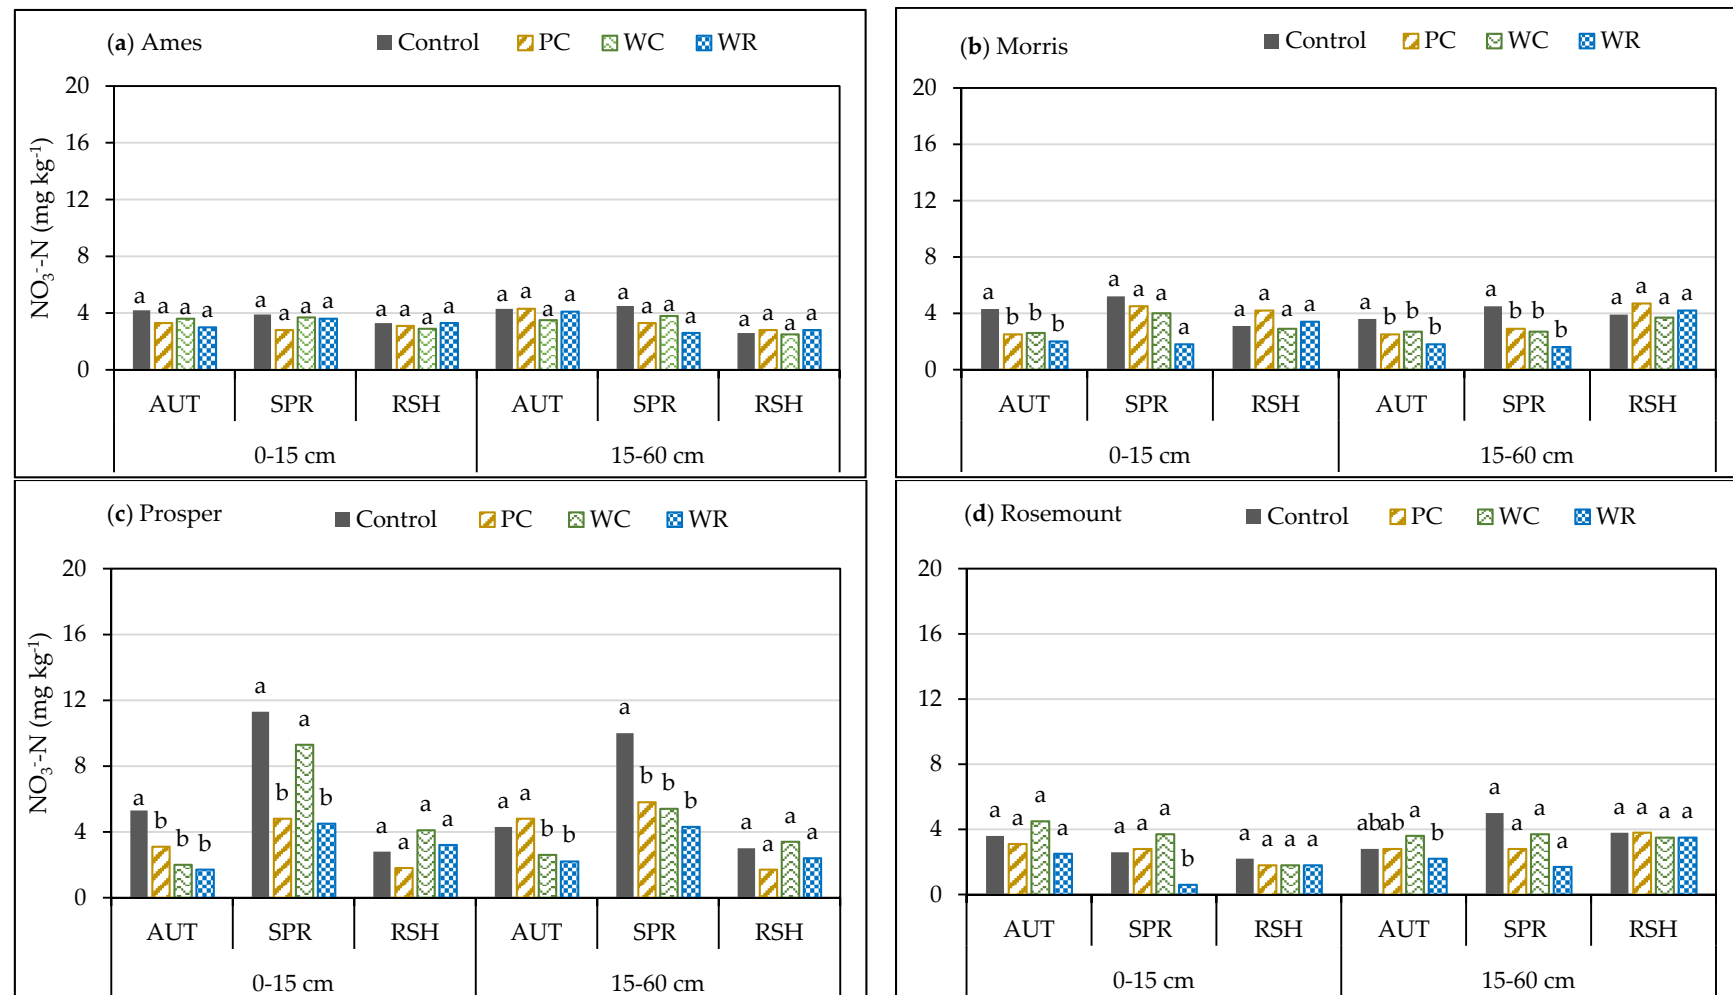 (a) Ames Control PC WC WR
20
16
12
8
4
0
NO₃⁻-N (mg kg⁻¹)
a a a a a a a a a a a a a a a a a a a a a a a a
AUT SPR RSH AUT SPR RSH
0-15 cm 15-60 cm
(b) Morris Control PC WC WR
20
16
12
8
4
0
a b b b a a a a a a a a a b b b a b b b a a a a
AUT SPR RSH AUT SPR RSH
0-15 cm 15-60 cm
(c) Prosper Control PC WC WR
20
16
12
8
4
0
NO₃⁻-N (mg kg⁻¹)
a b b b a b a b a a a a a a b b a b b b a a a a
AUT SPR RSH AUT SPR RSH
0-15 cm 15-60 cm
(d) Rosemount Control PC WC WR
20
16
12
8
4
0
a a a a a a a b a a a a ab ab a b a a a a a a a a
AUT SPR RSH AUT SPR RSH
0-15 cm 15-60 cm